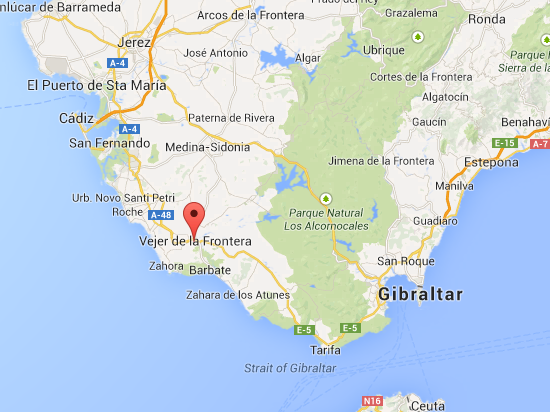 nlúcar de Barrameda
Prado del Rey
Arcos de la Frontera
Grazalema
Jerez
Ronda
José Antonio
Algar
Ubrique
Parque
Sierra de la
A-4
El Puerto de Sta María
Cortes de la Frontera
Algatocín
Cádiz
Paterna de Rivera
Gaucín
Benahaví
A-4
San Fernando
Medina-Sidonia
E-15
A-7
Jimena de la Frontera
Estepona
Manilva
Urb. Novo Santi Petri
Roche
A-48
Parque Natural
Los Alcornocales
Guadiaro
Vejer de la Frontera
Zahora
Barbate
San Roque
Zahara de los Atunes
Gibraltar
E-5
E-5
Tarifa
Strait of Gibraltar
N16
Ceuta